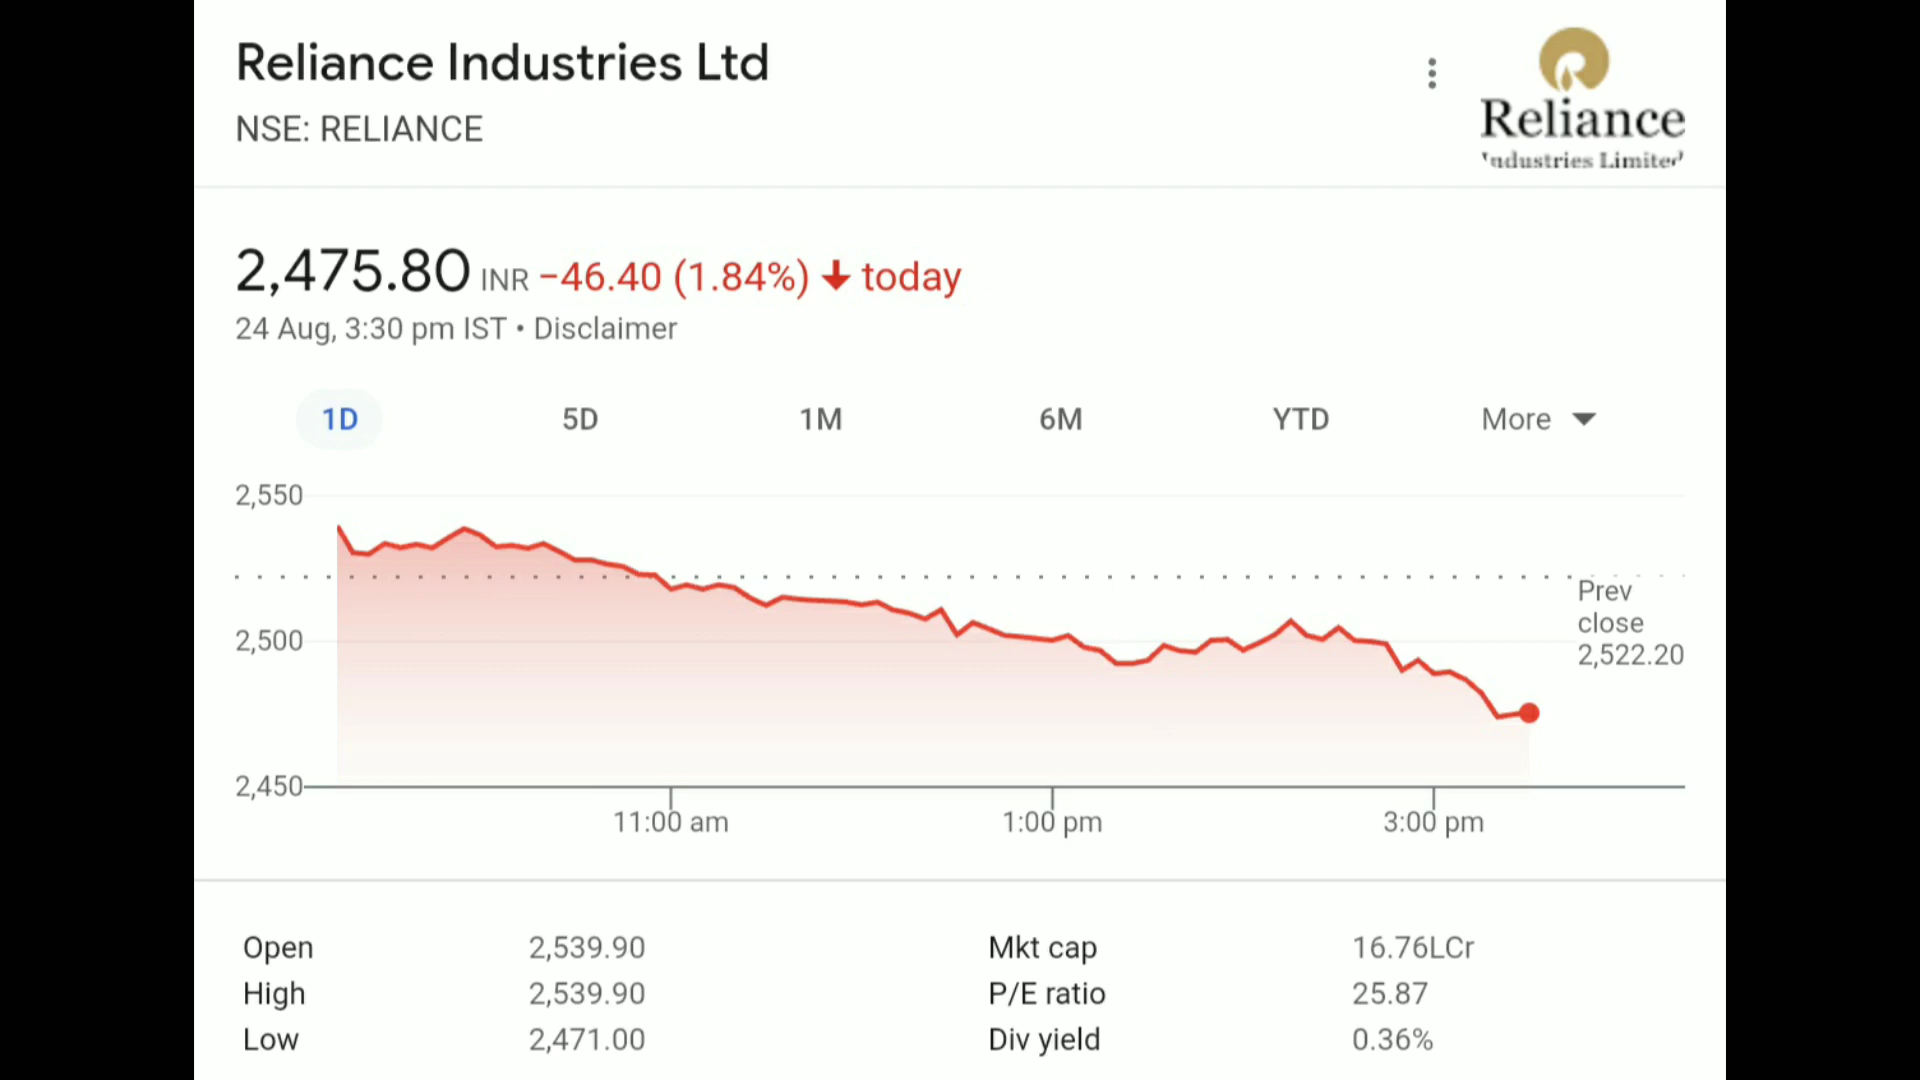 Reliance Industries Ltd
NSE: RELIANCE
Reliance
Industries Limited
2,475.80 INR −46.40 (1.84%) ↓ today
24 Aug, 3:30 pm IST • Disclaimer
1D 5D 1M 6M YTD More
2,550
2,500
2,450
Prev
close
2,522.20
11:00 am 1:00 pm 3:00 pm
Open 2,539.90 Mkt cap 16.76LCr
High 2,539.90 P/E ratio 25.87
Low 2,471.00 Div yield 0.36%